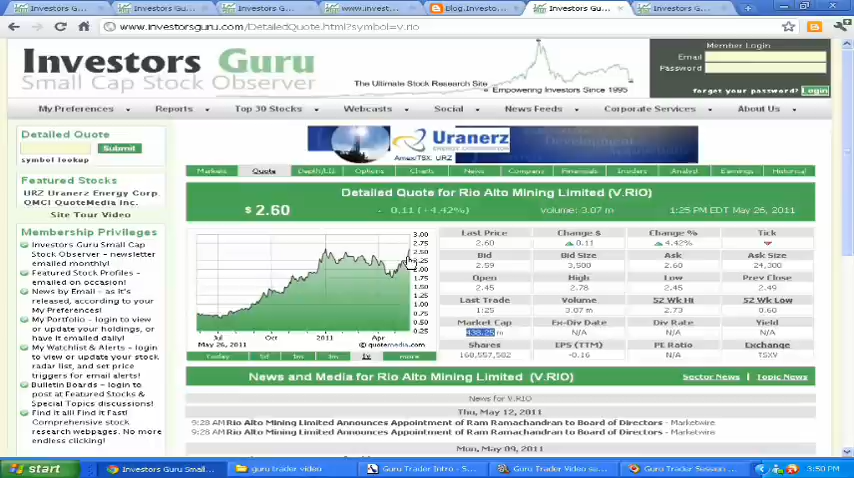 Investors G...
Investors Gu...
Investors G...
www.investo...
Blog.Investo...
Investors Gu...
Investors Gu...
www.investorsguru.com/DetailedQuote.html?symbol=v.rio
Investors Guru
Small Cap Stock Observer
The Ultimate Stock Research Site
Empowering Investors Since 1995
Member Login
Email
Password
forgot your password? Login
My Preferences
Reports
Top 30 Stocks
Webcasts
Social
News Feeds
Corporate Services
About Us
Detailed Quote
Submit
symbol lookup
Featured Stocks
URZ Uranerz Energy Corp.
QMCI QuoteMedia Inc.
Site Tour Video
Membership Privileges
Investors Guru Small Cap
Stock Observer - newsletter
emailed monthly!
Featured Stock Profiles -
emailed on occasion!
News by Email - as it's
released, according to your
My Preferences!
My Portfolio - login to view
or update your holdings,
or have it emailed daily!
My Watchlist & Alerts - login
to view or update your stock
radar list, and set price
triggers for email alerts!
Bulletin Boards - login to
post at Featured Stocks &
Special Topics discussions!
Find it all! Find it Fast!
Comprehensive stock
research webpages. No more
endless clicking!
Uranerz
Amex/TSX: URZ
Markets
Quote
Depth/L2
Options
Charts
News
Company
Financials
Insiders
Analyst
Earnings
Historical
Detailed Quote for Rio Alto Mining Limited (V.RIO)
$ 2.60
0.11 (+4.42%)
volume: 3.07 m
1:25 PM EDT May 26, 2011
3.00
2.75
2.50
2.25
2.00
1.75
1.50
1.25
1.00
0.75
0.50
0.25
Jul Oct 2011 Apr
May 26, 2011 © quotemedia.com
Today 5d 1m 3m 1y more
Last Price Change $ Change % Tick
2.60 0.11 4.42%
Bid Bid Size Ask Ask Size
2.59 3,500 2.60 24,300
Open High Low Prev Close
2.45 2.78 2.45 2.49
Last Trade Volume 52 Wk Hi 52 Wk Lo
1:25 3.07 m 2.73 0.60
Market Cap Ex-Div Date Div Rate Yield
N/A N/A N/A
Shares EPS (TTM) PE Ratio Exchange
168,557,582 -0.16 N/A TSXV
News and Media for Rio Alto Mining Limited (V.RIO)
Sector News | Topic News
News for V.RIO
Thu, May 12, 2011
9:28 AM Rio Alto Mining Limited Announces Appointment of Ram Ramachandran to Board of Directors - Marketwire
9:28 AM Rio Alto Mining Limited Announces Appointment of Ram Ramachandran to Board of Directors - Marketwire
Mon, May 09, 2011
start
Investors Guru Smal...
guru trader video
Guru Trader Intro - S...
Guru Trader Video su...
Guru Trader Session ...
3:50 PM